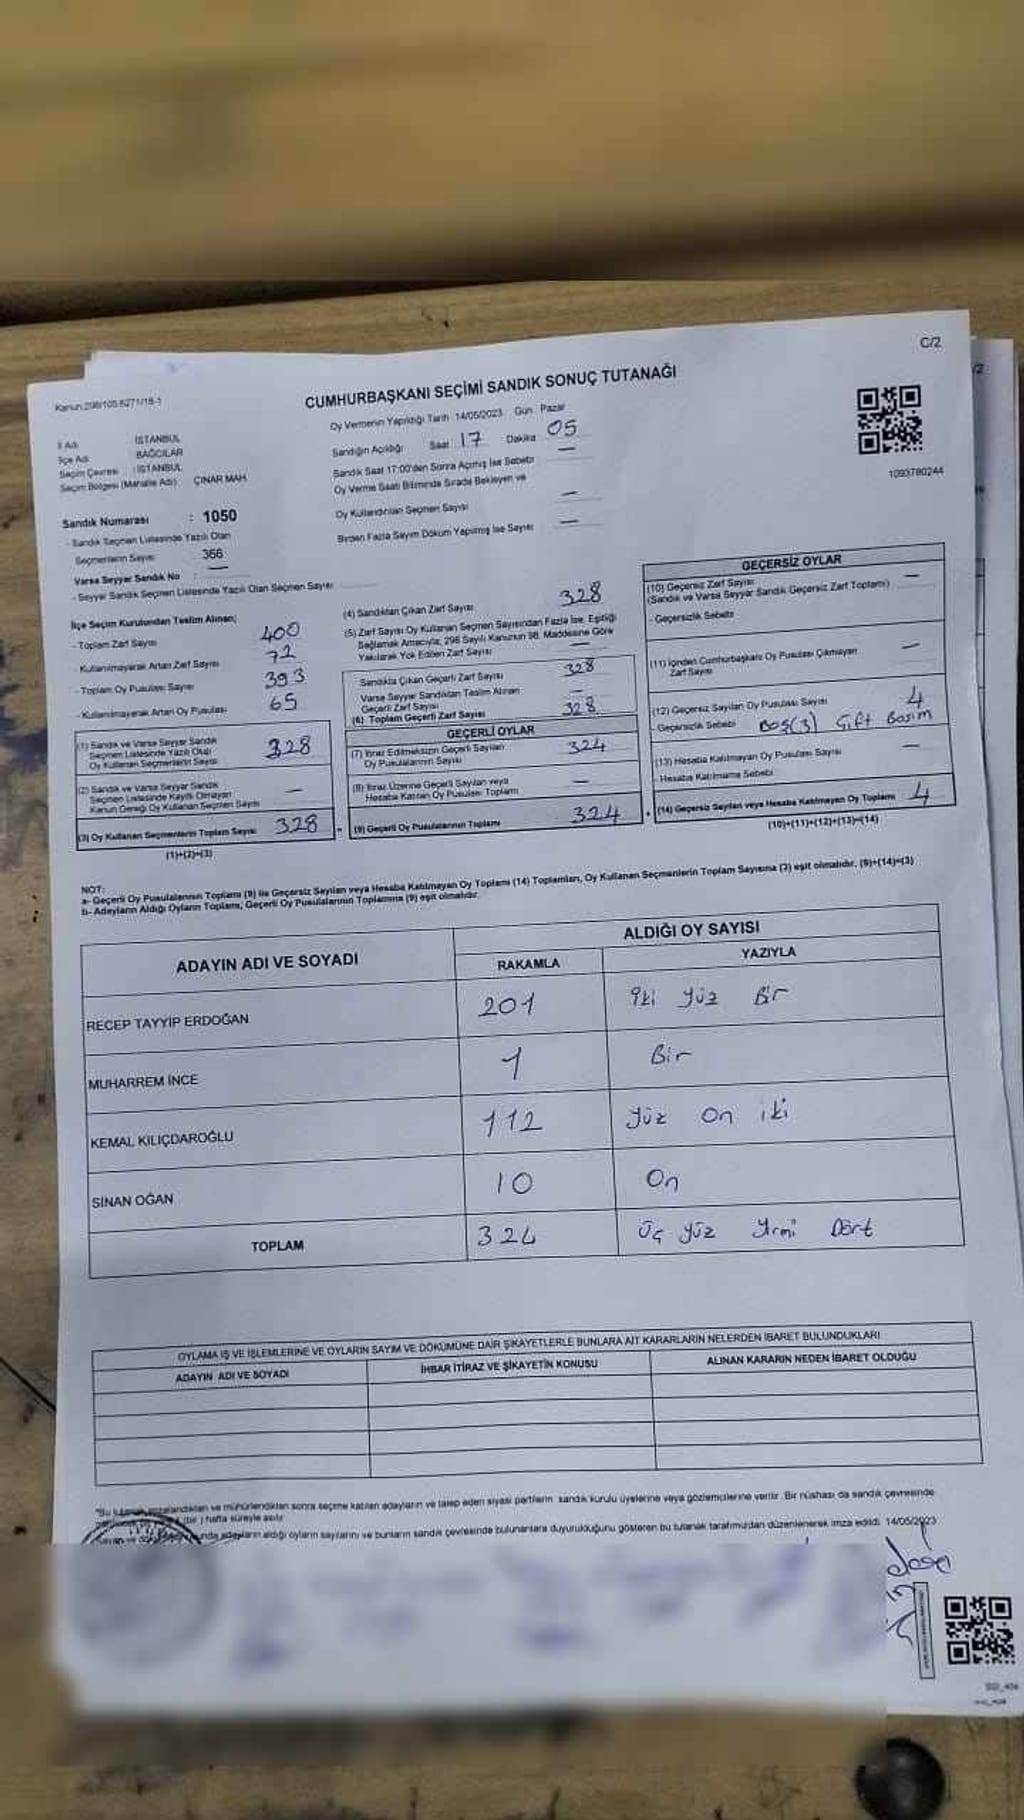 C/2
Kanun:298/105-6271/18-1
CUMHURBAŞKANI SEÇİMİ SANDIK SONUÇ TUTANAĞI
İl Adı İSTANBUL
İlçe Adı BAĞCILAR
Seçim Çevresi : İSTANBUL
Seçim Bölgesi (Mahalle Adı) ÇINAR MAH.
Oy Vermenin Yapıldığı Tarih 14/05/2023 Gün Pazar
Sandığın Açıldığı Saat 17 Dakika 05
Sandık Saat 17:00'den Sonra Açılmış İse Sebebi —
Oy Verme Saati Bitiminde Sırada Bekleyen ve
Oy Kullandırılan Seçmen Sayısı —
Birden Fazla Sayım Döküm Yapılmış İse Sayısı —
1093780244
Sandık Numarası : 1050
- Sandık Seçmen Listesinde Yazılı Olan
Seçmenlerin Sayısı 366
Varsa Seyyar Sandık No : —
- Seyyar Sandık Seçmen Listesinde Yazılı Olan Seçmen Sayısı
İlçe Seçim Kurulundan Teslim Alınan;
- Toplam Zarf Sayısı 400
- Kullanılmayarak Artan Zarf Sayısı 72
- Toplam Oy Pusulası Sayısı 393
- Kullanılmayarak Artan Oy Pusulası 65
(1) Sandık ve Varsa Seyyar Sandık
Seçmen Listesinde Yazılı Olup
Oy Kullanan Seçmenlerin Sayısı 328
(2) Sandık ve Varsa Seyyar Sandık
Seçmen Listesinde Kayıtlı Olmayan
Kanun Gereği Oy Kullanan Seçmen Sayısı —
(3) Oy Kullanan Seçmenlerin Toplam Sayısı 328
(1)+(2)=(3)
(4) Sandıktan Çıkan Zarf Sayısı 328
(5) Zarf Sayısı Oy Kullanan Seçmen Sayısından Fazla İse, Eşitliği
Sağlamak Amacıyla, 298 Sayılı Kanunun 98. Maddesine Göre
Yakılarak Yok Edilen Zarf Sayısı —
Sandıkta Çıkan Geçerli Zarf Sayısı 328
Varsa Seyyar Sandıktan Teslim Alınan
Geçerli Zarf Sayısı —
(6) Toplam Geçerli Zarf Sayısı 328
GEÇERLİ OYLAR
(7) İtiraz Edilmeksizin Geçerli Sayılan
Oy Pusulalarının Sayısı 324
(8) İtiraz Üzerine Geçerli Sayılan veya
Hesaba Katılan Oy Pusulası Toplamı —
(9) Geçerli Oy Pusulalarının Toplamı 324
GEÇERSİZ OYLAR
(10) Geçersiz Zarf Sayısı —
(Sandık ve Varsa Seyyar Sandık Geçersiz Zarf Toplamı)
- Geçersizlik Sebebi
(11) İçinden Cumhurbaşkanı Oy Pusulası Çıkmayan
Zarf Sayısı —
(12) Geçersiz Sayılan Oy Pusulası Sayısı 4
- Geçersizlik Sebebi Boş(3) Çift Basım
(13) Hesaba Katılmayan Oy Pusulası Sayısı —
- Hesaba Katılmama Sebebi
(14) Geçersiz Sayılan veya Hesaba Katılmayan Oy Toplamı 4
(10)+(11)+(12)+(13)=(14)
NOT:
a- Geçerli Oy Pusulalarının Toplamı (9) ile Geçersiz Sayılan veya Hesaba Katılmayan Oy Toplamı (14) Toplamları, Oy Kullanan Seçmenlerin Toplam Sayısına (3) eşit olmalıdır. (9)+(14)=(3)
b- Adayların Aldığı Oyların Toplamı, Geçerli Oy Pusulalarının Toplamına (9) eşit olmalıdır.
ADAYIN ADI VE SOYADI
ALDIĞI OY SAYISI
RAKAMLA YAZIYLA
RECEP TAYYİP ERDOĞAN 201 iki yüz Bir
MUHARREM İNCE 1 Bir
KEMAL KILIÇDAROĞLU 112 yüz on iki
SİNAN OĞAN 10 On
TOPLAM 324 üç yüz yirmi Dört
OYLAMA İŞ VE İŞLEMLERİNE VE OYLARIN SAYIM VE DÖKÜMÜNE DAİR ŞİKAYETLERLE BUNLARA AİT KARARLARIN NELERDEN İBARET BULUNDUKLARI
ADAYIN ADI VE SOYADI İHBAR İTİRAZ VE ŞİKAYETİN KONUSU ALINAN KARARIN NEDEN İBARET OLDUĞU
imzalandıktan ve mühürlendikten sonra seçime katılan adayların ve talep eden siyasi partilerin sandık kurulu üyelerine veya gözlemcilerine verilir. Bir nüshası da sandık çevresinde
(bir) hafta süreyle asılır.
adayların aldığı oyların sayılarını ve bunların sandık çevresinde bulunanlara duyurulduğunu gösteren bu tutanak tarafımızdan düzenlenerek imza edildi. 14/05/2023